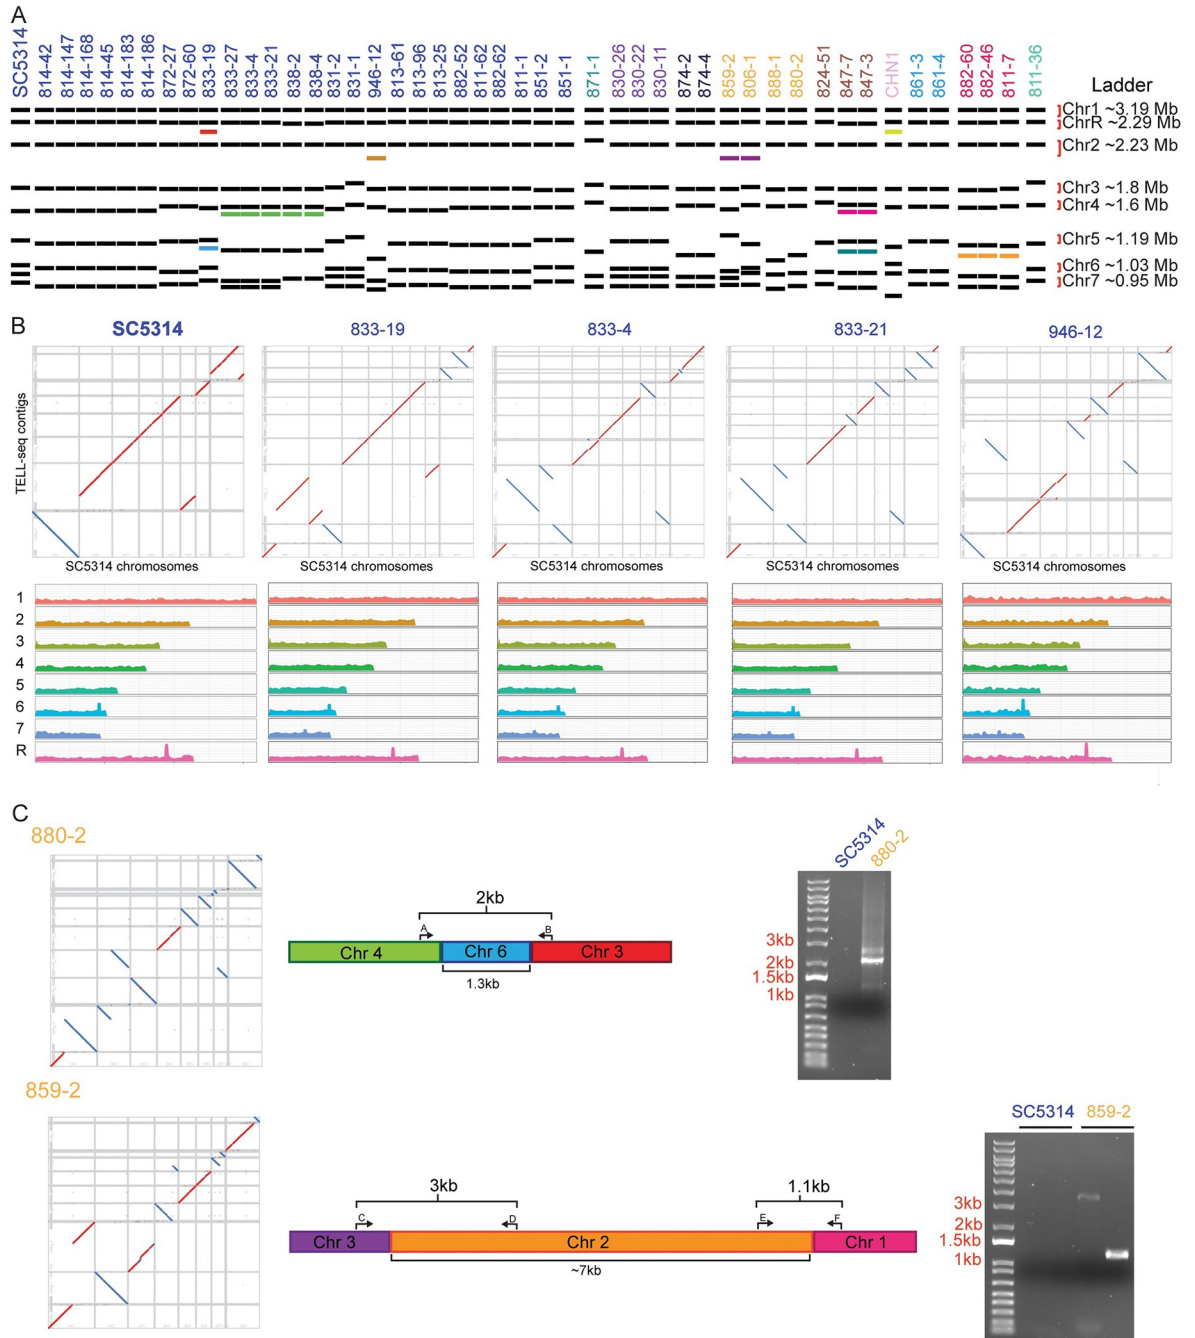 A
SC5314
814-42
814-147
814-168
814-45
814-183
814-186
872-27
872-60
833-19
833-27
833-4
833-21
838-2
838-4
831-2
831-1
946-12
813-61
813-96
813-25
882-52
811-62
882-62
811-1
851-2
851-1
871-1
830-26
830-22
830-11
874-2
874-4
859-2
806-1
888-1
880-2
824-51
847-7
847-3
CHN1
861-3
861-4
882-60
882-46
811-7
811-36
Ladder
Chr1 ~3.19 Mb
ChrR ~2.29 Mb
Chr2 ~2.23 Mb
Chr3 ~1.8 Mb
Chr4 ~1.6 Mb
Chr5 ~1.19 Mb
Chr6 ~1.03 Mb
Chr7 ~0.95 Mb
B
SC5314
833-19
833-4
833-21
946-12
TELL-seq contigs
SC5314 chromosomes
SC5314 chromosomes
SC5314 chromosomes
SC5314 chromosomes
SC5314 chromosomes
1
2
3
4
5
6
7
R
C
880-2
2kb
A
B
Chr 4
Chr 6
Chr 3
1.3kb
SC5314
880-2
3kb
2kb
1.5kb
1kb
859-2
3kb
1.1kb
C
D
E
F
Chr 3
Chr 2
Chr 1
~7kb
SC5314
859-2
3kb
2kb
1.5kb
1kb